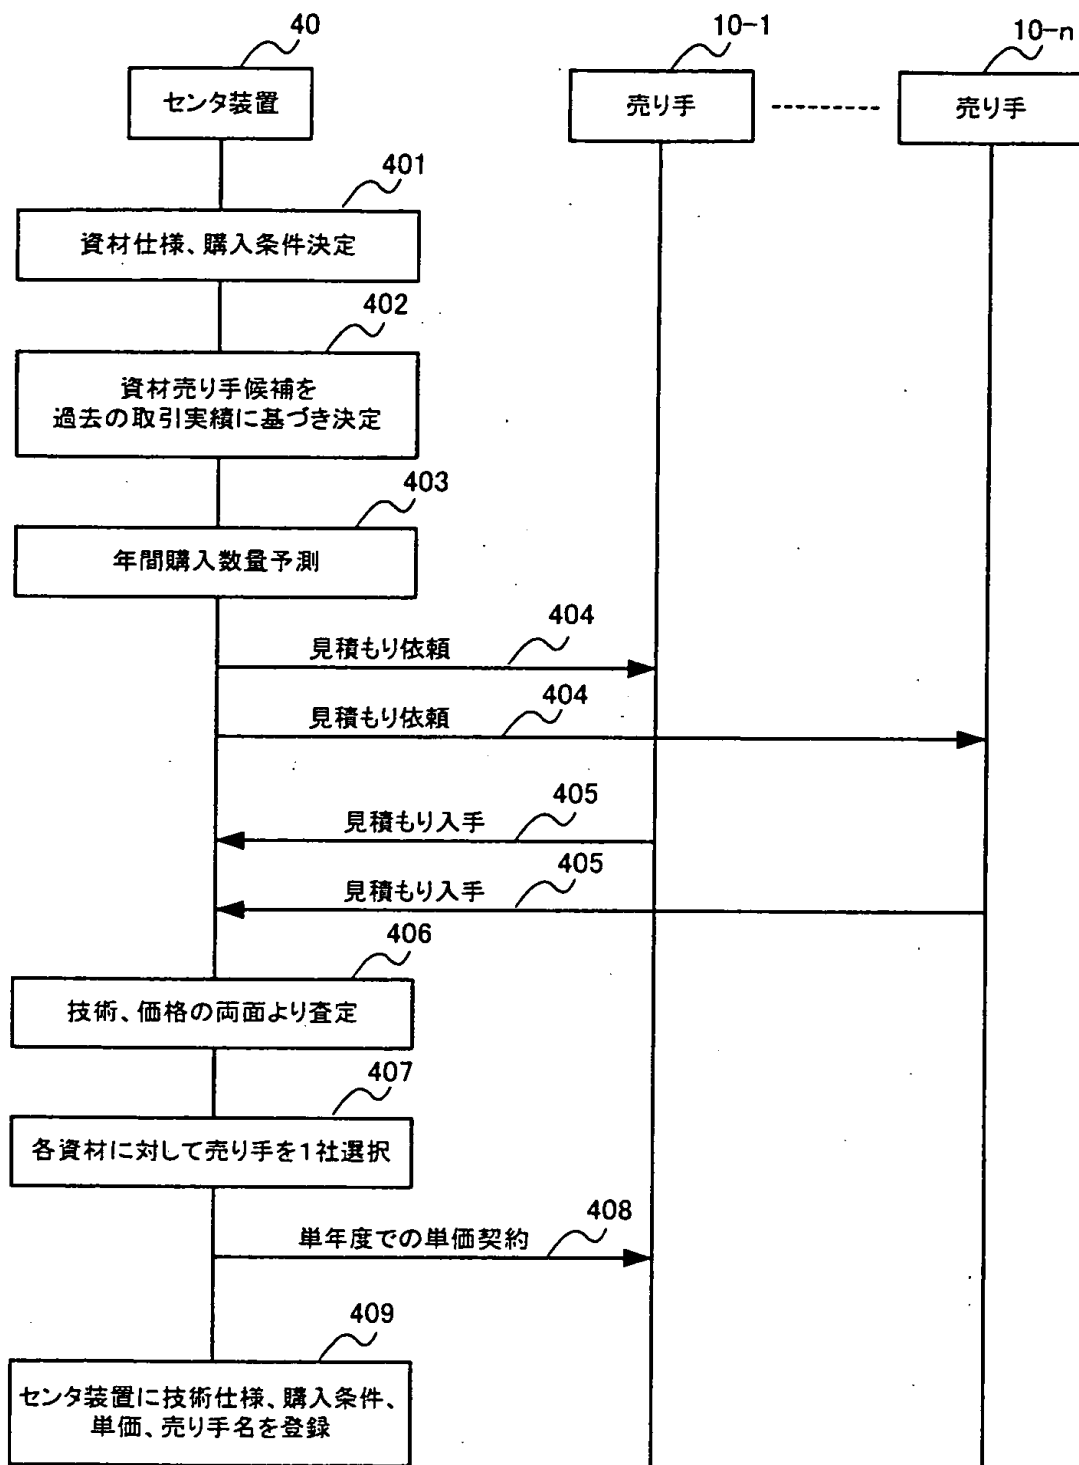 40
10-1
10-n
センタ装置
売り手
売り手
401
資材仕様、購入条件決定
402
資材売り手候補を
過去の取引実績に基づき決定
403
年間購入数量予測
404
見積もり依頼
404
見積もり依頼
405
見積もり入手
405
見積もり入手
406
技術、価格の両面より査定
407
各資材に対して売り手を1社選択
408
単年度での単価契約
409
センタ装置に技術仕様、購入条件、
単価、売り手名を登録